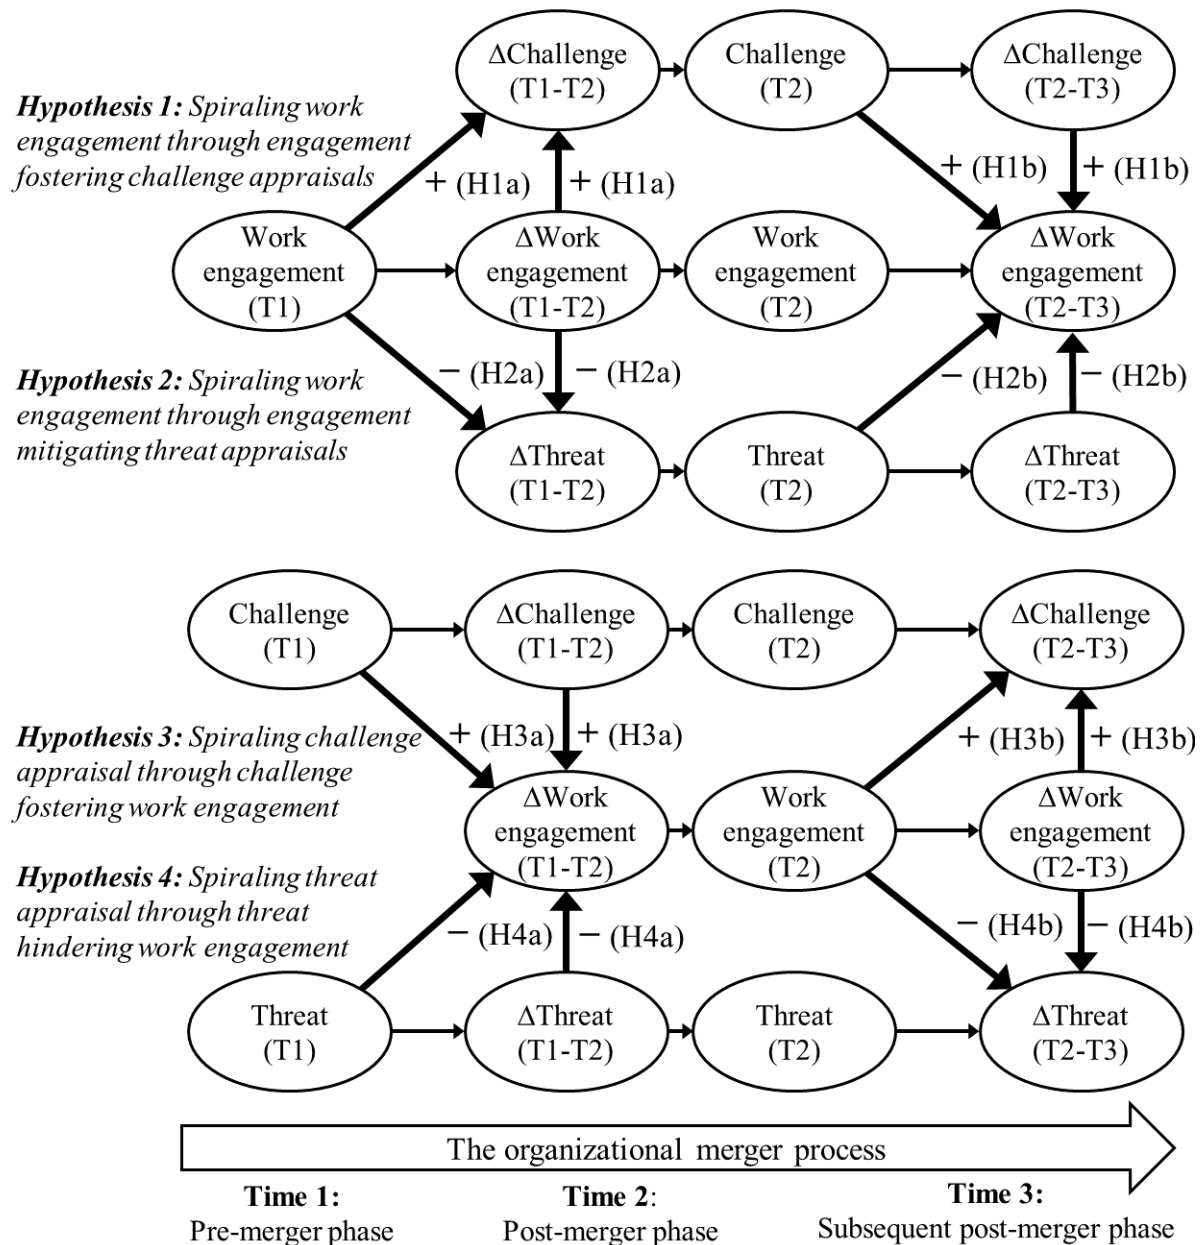 ΔChallenge
(T1-T2)
Challenge
(T2)
ΔChallenge
(T2-T3)
Hypothesis 1: Spiraling work
engagement through engagement
fostering challenge appraisals
+ (H1a)
+ (H1a)
+ (H1b)
+ (H1b)
Work
engagement
(T1)
ΔWork
engagement
(T1-T2)
Work
engagement
(T2)
ΔWork
engagement
(T2-T3)
Hypothesis 2: Spiraling work
engagement through engagement
mitigating threat appraisals
− (H2a)
− (H2a)
− (H2b)
− (H2b)
ΔThreat
(T1-T2)
Threat
(T2)
ΔThreat
(T2-T3)
Challenge
(T1)
ΔChallenge
(T1-T2)
Challenge
(T2)
ΔChallenge
(T2-T3)
Hypothesis 3: Spiraling challenge
appraisal through challenge
fostering work engagement
+ (H3a)
+ (H3a)
+ (H3b)
+ (H3b)
ΔWork
engagement
(T1-T2)
Work
engagement
(T2)
ΔWork
engagement
(T2-T3)
Hypothesis 4: Spiraling threat
appraisal through threat
hindering work engagement
− (H4a)
− (H4a)
− (H4b)
− (H4b)
Threat
(T1)
ΔThreat
(T1-T2)
Threat
(T2)
ΔThreat
(T2-T3)
The organizational merger process
Time 1:
Pre-merger phase
Time 2:
Post-merger phase
Time 3:
Subsequent post-merger phase